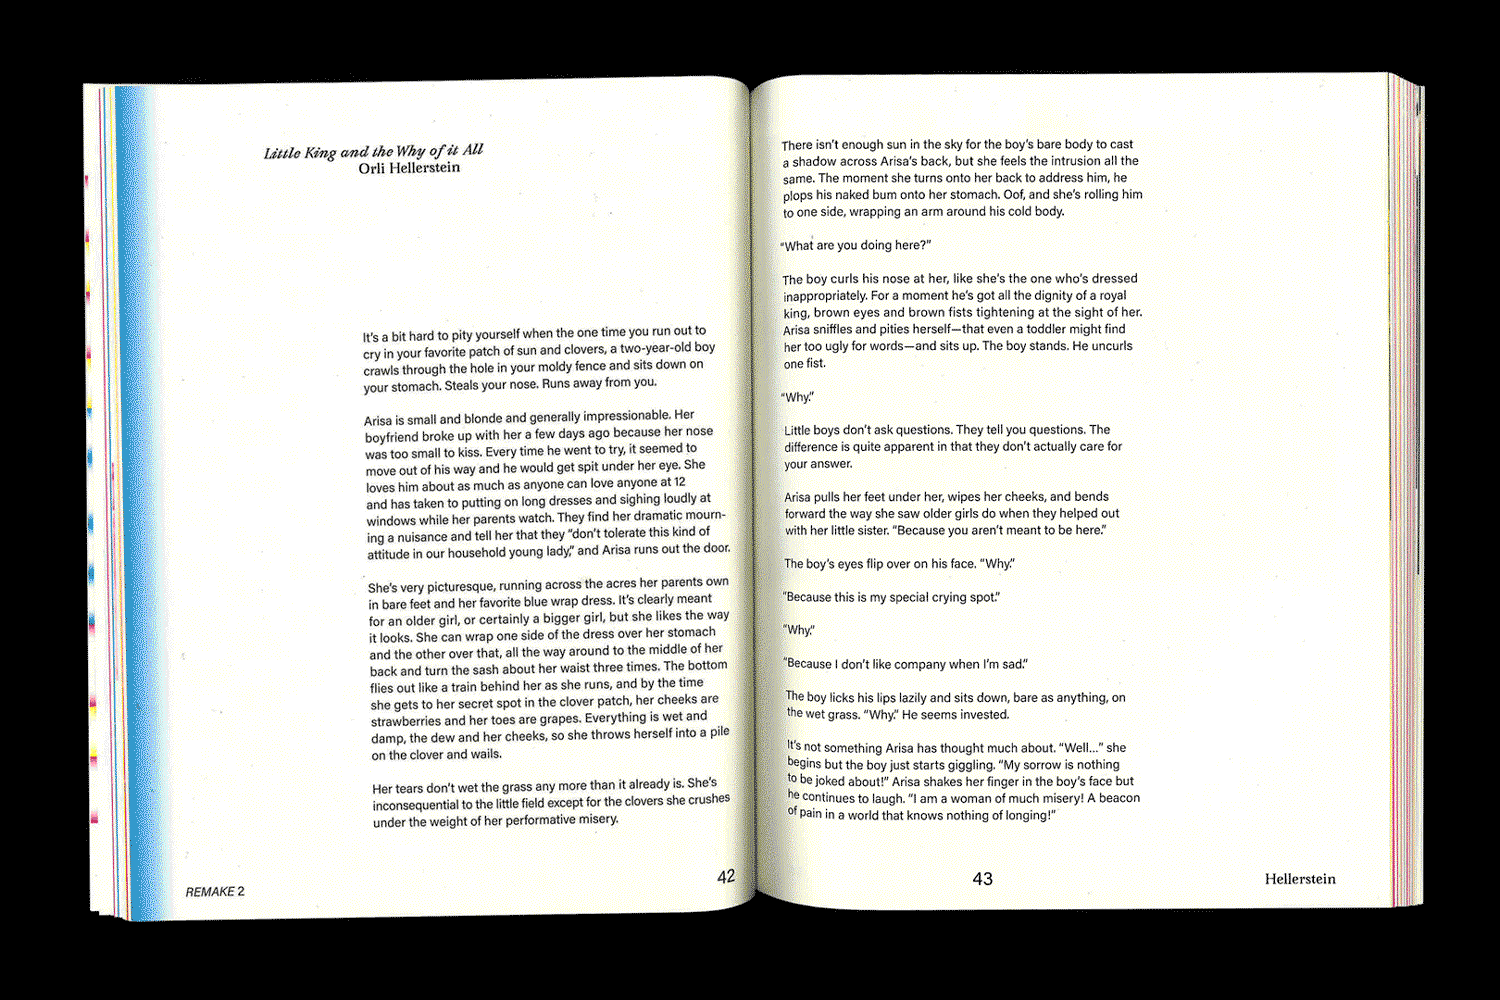 Little King and the Why of it All
Orli Hellerstein
It's a bit hard to pity yourself when the one time you run out to
cry in your favorite patch of sun and clovers, a two-year-old boy
crawls through the hole in your moldy fence and sits down on
your stomach. Steals your nose. Runs away from you.
Arisa is small and blonde and generally impressionable. Her
boyfriend broke up with her a few days ago because her nose
was too small to kiss. Every time he went to try, it seemed to
move out of his way and he would get spit under her eye. She
loves him about as much as anyone can love anyone at 12
and has taken to putting on long dresses and sighing loudly at
windows while her parents watch. They find her dramatic mourn-
ing a nuisance and tell her that they “don't tolerate this kind of
attitude in our household young lady,” and Arisa runs out the door.
She's very picturesque, running across the acres her parents own
in bare feet and her favorite blue wrap dress. It's clearly meant
for an older girl, or certainly a bigger girl, but she likes the way
it looks. She can wrap one side of the dress over her stomach
and the other over that, all the way around to the middle of her
back and turn the sash about her waist three times. The bottom
flies out like a train behind her as she runs, and by the time
she gets to her secret spot in the clover patch, her cheeks are
strawberries and her toes are grapes. Everything is wet and
damp, the dew and her cheeks, so she throws herself into a pile
on the clover and wails.
Her tears don't wet the grass any more than it already is. She's
inconsequential to the little field except for the clovers she crushes
under the weight of her performative misery.
REMAKE 2
42
There isn't enough sun in the sky for the boy's bare body to cast
a shadow across Arisa's back, but she feels the intrusion all the
same. The moment she turns onto her back to address him, he
plops his naked bum onto her stomach. Oof, and she's rolling him
to one side, wrapping an arm around his cold body.
“What are you doing here?”
The boy curls his nose at her, like she's the one who's dressed
inappropriately. For a moment he's got all the dignity of a royal
king, brown eyes and brown fists tightening at the sight of her.
Arisa sniffles and pities herself—that even a toddler might find
her too ugly for words—and sits up. The boy stands. He uncurls
one fist.
“Why.”
Little boys don't ask questions. They tell you questions. The
difference is quite apparent in that they don't actually care for
your answer.
Arisa pulls her feet under her, wipes her cheeks, and bends
forward the way she saw older girls do when they helped out
with her little sister. “Because you aren't meant to be here.”
The boy's eyes flip over on his face. “Why.”
“Because this is my special crying spot.”
“Why.”
“Because I don't like company when I'm sad.”
The boy licks his lips lazily and sits down, bare as anything, on
the wet grass. “Why.” He seems invested.
It's not something Arisa has thought much about. “Well...” she
begins but the boy just starts giggling. “My sorrow is nothing
to be joked about!” Arisa shakes her finger in the boy's face but
he continues to laugh. “I am a woman of much misery! A beacon
of pain in a world that knows nothing of longing!”
43
Hellerstein